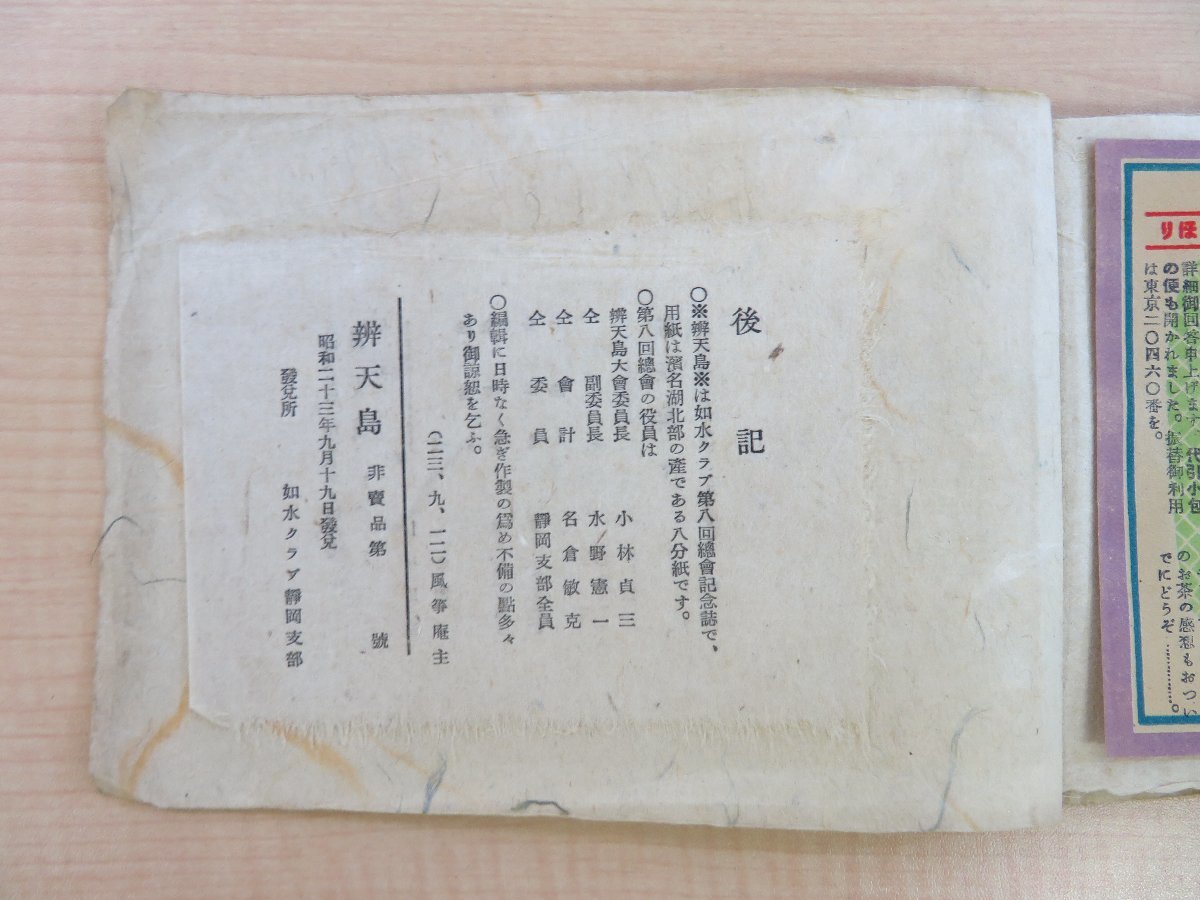 りほ
詳細御回答申上げます。代引小包
の便も開かれました。振替御利用
は東京二〇四六〇番を。
のお茶の感想もおつい
でにどうぞ……………。
後記
〇※辨天島※は如水クラブ第八回總會記念誌で、
用紙は濱名湖北部の產である八分紙です。
〇第八回總會の役員は
辨天島大會委員長 小林貞三
仝 副委員長 水野憲一
仝 會計 名倉敏克
仝 委員 靜岡支部全員
〇編輯に日時なく急ぎ作製の爲め不備の點多々
あり御諒恕を乞ふ。
(二三、九、一二)風箏庵主
辨天島 非賣品第 號
昭和二十三年九月十九日發兌
發兌所 如水クラブ靜岡支部